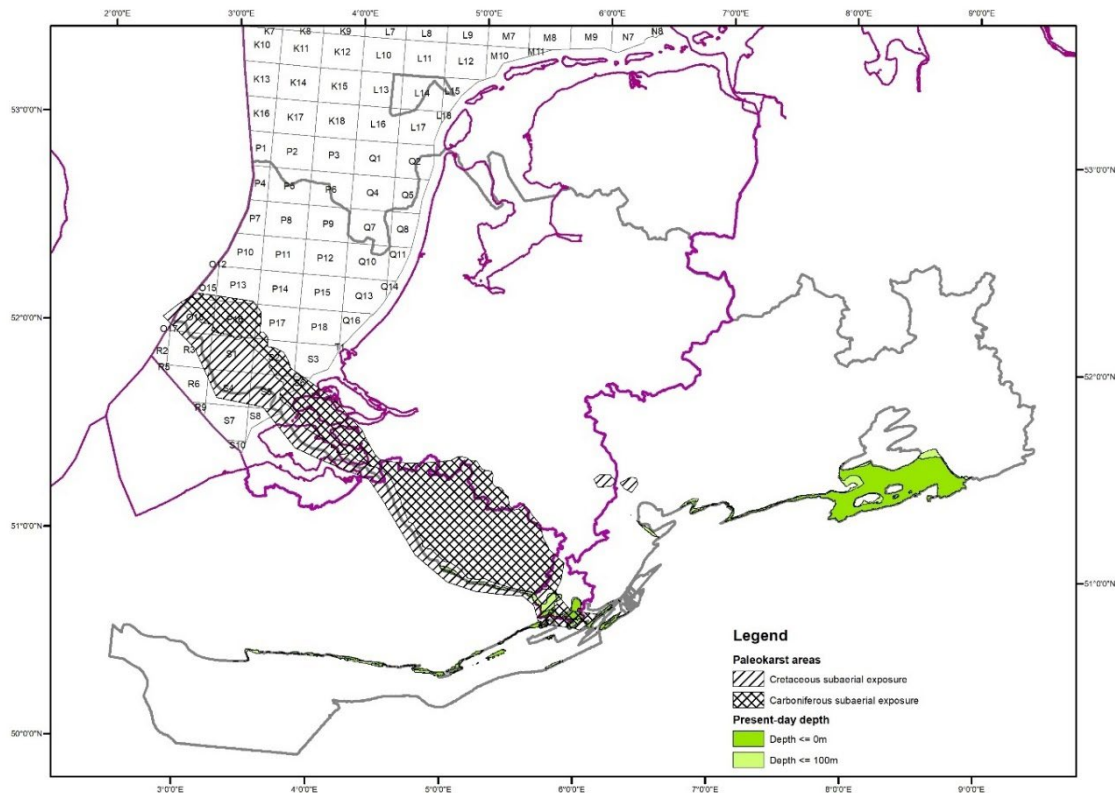 2°0'0"E 3°0'0"E 4°0'0"E 5°0'0"E 6°0'0"E 7°0'0"E 8°0'0"E 9°0'0"E
K7 K8 K9 L7 L8 L9 M7 M8 M9 N7 N8
K10 K11 K12 L10 L11 L12 M10 M11
K13 K14 K15 L13 L14 L15
53°0'0"N
K16 K17 K18 L16 L17 L18
P1 P2 P3 Q1 Q2
53°0'0"N
P4 P5 P6 Q4 Q5
P7 P8 P9 Q7 Q8
P10 P11 P12 Q10 Q11
O12
O15 P13 P14 P15 Q13 Q14
52°0'0"N
O17 P17 P18 Q16
T1
R2 R3 S1 S3
R5
52°0'0"N
R6 S4
R9 S7 S8
S10
51°0'0"N
51°0'0"N
50°0'0"N
Legend
Paleokarst areas
Cretaceous subaerial exposure
Carboniferous subaerial exposure
Present-day depth
Depth <= 0m
Depth <= 100m
3°0'0"E 4°0'0"E 5°0'0"E 6°0'0"E 7°0'0"E 8°0'0"E 9°0'0"E